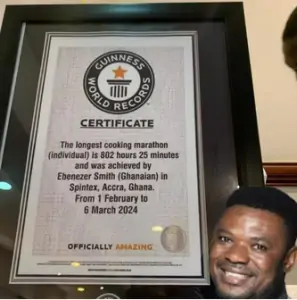 GUINNESS
WORLD RECORDS
CERTIFICATE
The longest cooking marathon
(individual) is 802 hours 25 minutes
and was achieved by
Ebenezer Smith (Ghanaian) in
Spintex, Accra, Ghana.
From 1 February to
6 March 2024
OFFICIALLY AMAZING